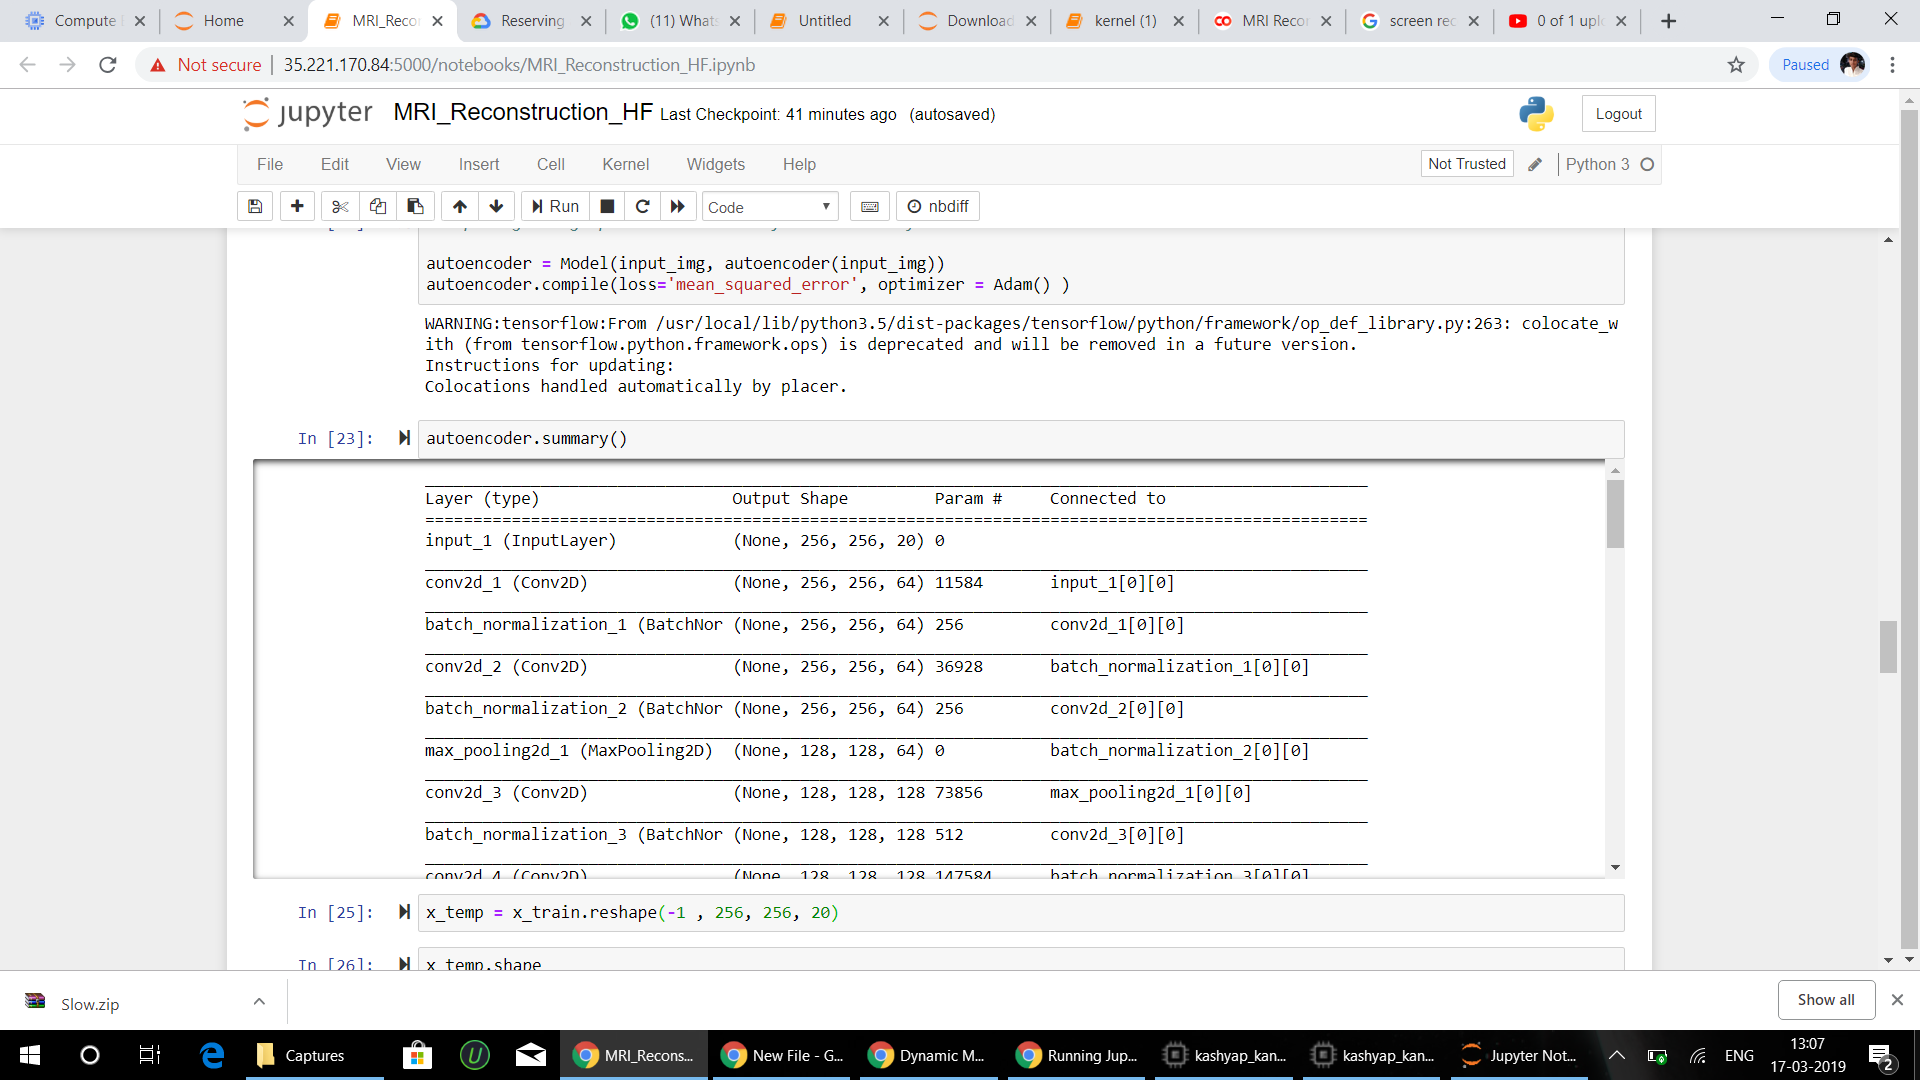 Compute
Home
MRI_Recor
Reserving
(11) Whats
Untitled
Download
kernel (1)
MRI Recor
screen rec
0 of 1 uplo
Not secure | 35.221.170.84:5000/notebooks/MRI_Reconstruction_HF.ipynb
Paused
jupyter MRI_Reconstruction_HF Last Checkpoint: 41 minutes ago (autosaved)
Logout
File Edit View Insert Cell Kernel Widgets Help
Not Trusted
Python 3
Run
Code
nbdiff
autoencoder = Model(input_img, autoencoder(input_img))
autoencoder.compile(loss='mean_squared_error', optimizer = Adam() )
WARNING:tensorflow:From /usr/local/lib/python3.5/dist-packages/tensorflow/python/framework/op_def_library.py:263: colocate_w
ith (from tensorflow.python.framework.ops) is deprecated and will be removed in a future version.
Instructions for updating:
Colocations handled automatically by placer.
In [23]: autoencoder.summary()
Layer (type) Output Shape Param # Connected to
==================================================================================================
input_1 (InputLayer) (None, 256, 256, 20) 0
conv2d_1 (Conv2D) (None, 256, 256, 64) 11584 input_1[0][0]
batch_normalization_1 (BatchNor (None, 256, 256, 64) 256 conv2d_1[0][0]
conv2d_2 (Conv2D) (None, 256, 256, 64) 36928 batch_normalization_1[0][0]
batch_normalization_2 (BatchNor (None, 256, 256, 64) 256 conv2d_2[0][0]
max_pooling2d_1 (MaxPooling2D) (None, 128, 128, 64) 0 batch_normalization_2[0][0]
conv2d_3 (Conv2D) (None, 128, 128, 128 73856 max_pooling2d_1[0][0]
batch_normalization_3 (BatchNor (None, 128, 128, 128 512 conv2d_3[0][0]
conv2d_4 (Conv2D) (None, 128, 128, 128 147584 batch_normalization_3[0][0]
In [25]: x_temp = x_train.reshape(-1 , 256, 256, 20)
In [26]: x_temp.shape
Slow.zip
Show all
Captures
MRI_Recons...
New File - G...
Dynamic M...
Running Jup...
kashyap_kan...
kashyap_kan...
Jupyter Not...
ENG
13:07
17-03-2019
2